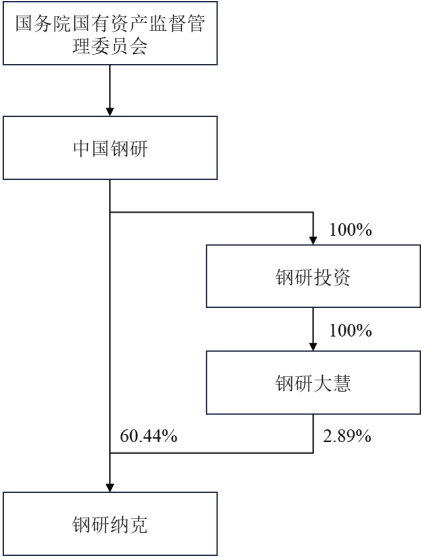 国务院国有资产监督管
理委员会
中国钢研
100%
钢研投资
100%
钢研大慧
60.44%
2.89%
钢研纳克